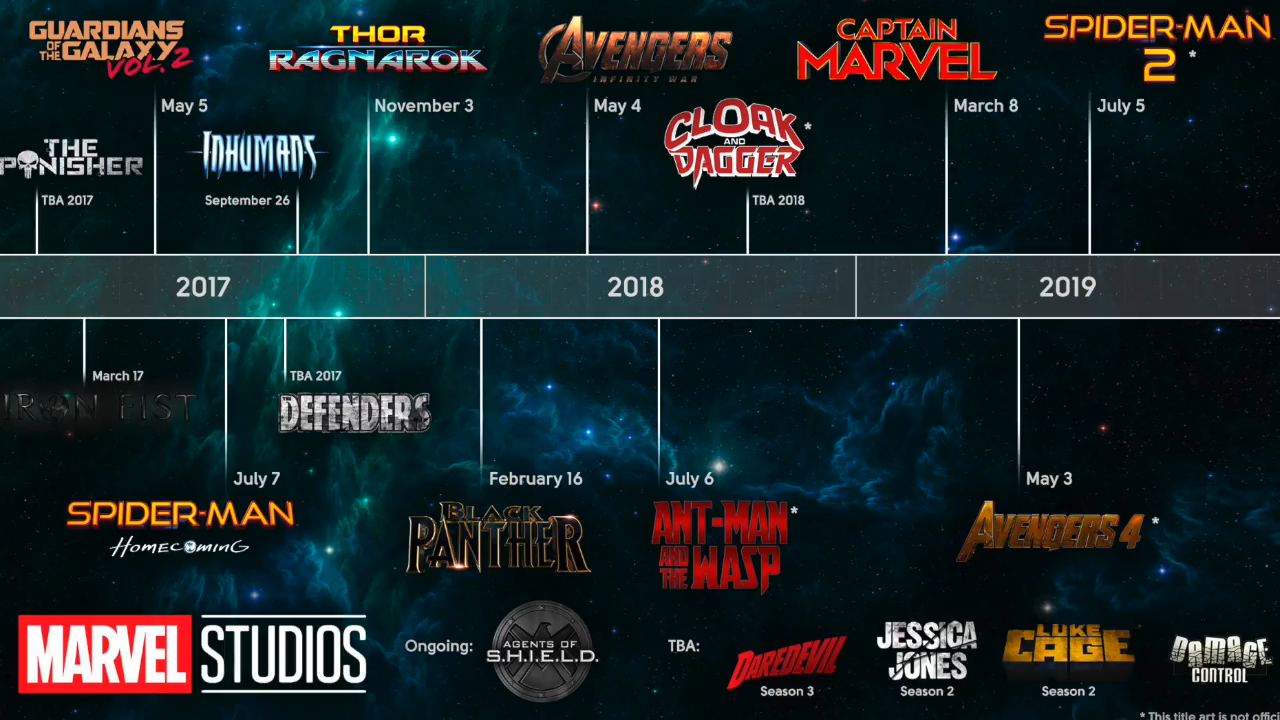 GUARDIANS
OF THE GALAXY
VOL. 2
May 5
THOR
RAGNAROK
November 3
AVENGERS
INFINITY WAR
May 4
CAPTAIN
MARVEL
March 8
SPIDER-MAN
2 *
July 5
THE
PUNISHER
TBA 2017
INHUMANS
September 26
CLOAK
AND
DAGGER *
TBA 2018
2017
2018
2019
March 17
IRON FIST
TBA 2017
DEFENDERS
July 7
SPIDER-MAN
HOMECOMING
February 16
BLACK
PANTHER
July 6
ANT-MAN *
AND THE WASP
May 3
AVENGERS 4 *
MARVEL STUDIOS
Ongoing:
AGENTS OF
S.H.I.E.L.D.
TBA:
DAREDEVIL
Season 3
JESSICA
JONES
Season 2
LUKE
CAGE
Season 2
DAMAGE
CONTROL
* This title art is not offici